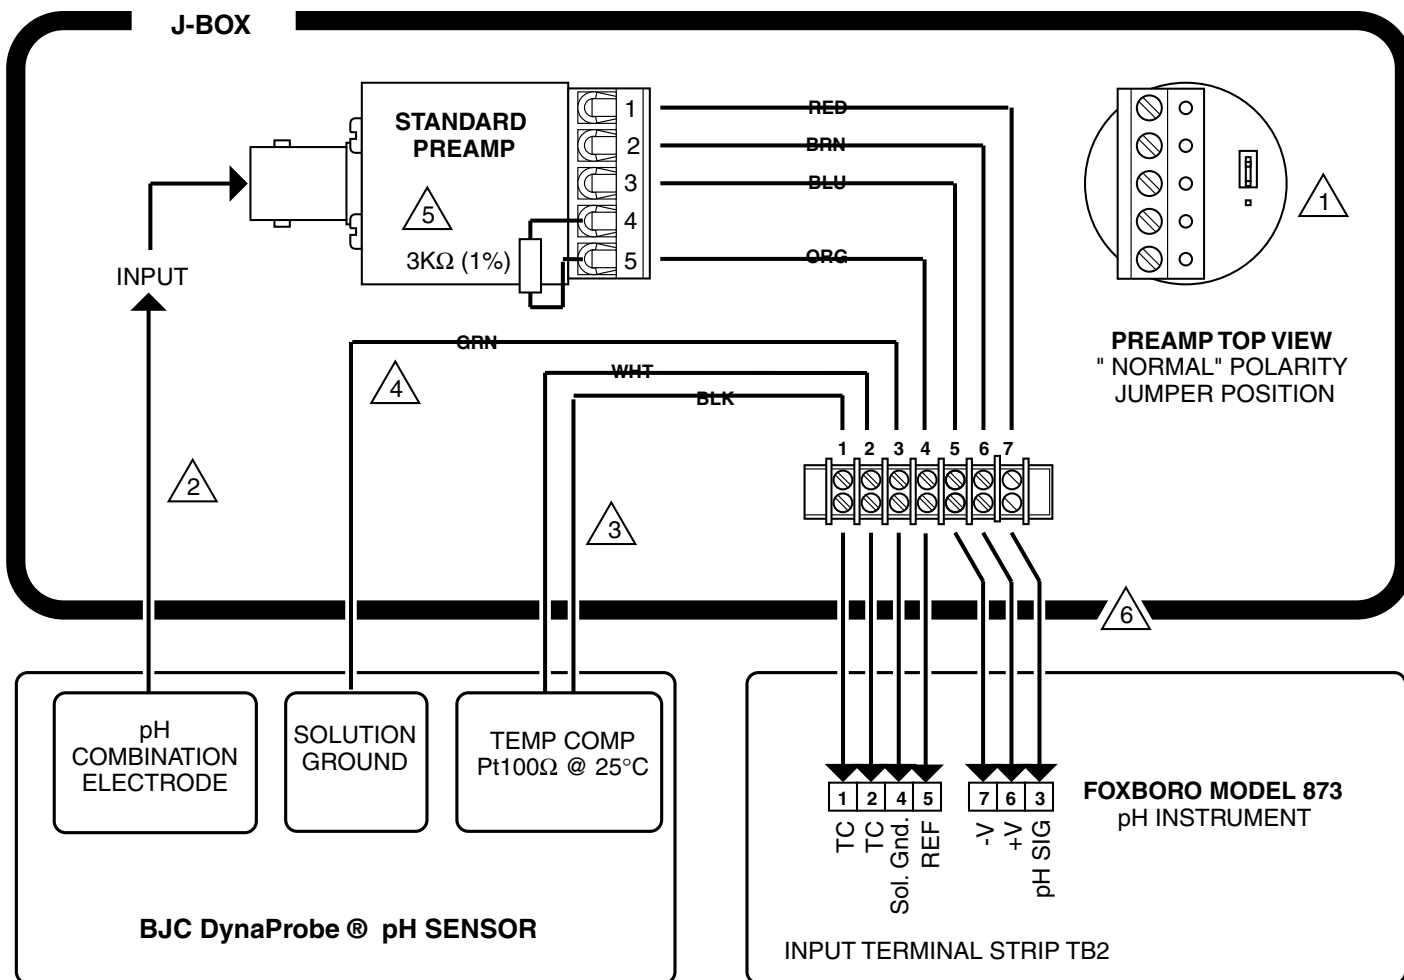 J-BOX
STANDARD
PREAMP
5
3KΩ (1%)
1
2
3
4
5
RED
BRN
BLU
ORG
1
PREAMP TOP VIEW
" NORMAL" POLARITY
JUMPER POSITION
INPUT
GRN
WHT
BLK
4
2
3
1 2 3 4 5 6 7
6
pH
COMBINATION
ELECTRODE
SOLUTION
GROUND
TEMP COMP
Pt100Ω @ 25°C
BJC DynaProbe ® pH SENSOR
1 2 4 5 7 6 3
TC
TC
Sol. Gnd.
REF
-V
+V
pH SIG
FOXBORO MODEL 873
pH INSTRUMENT
INPUT TERMINAL STRIP TB2